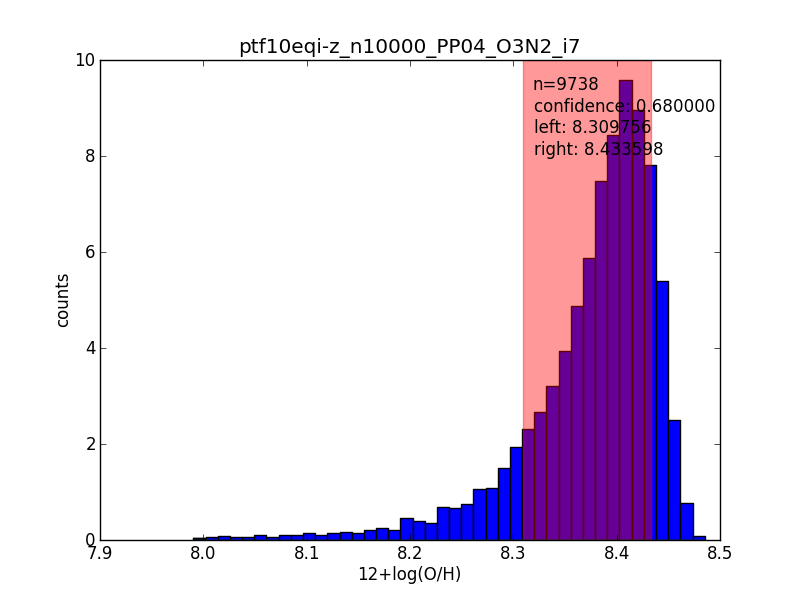 ptf10eqi-z_n10000_PP04_O3N2_i7
10
n=9738
confidence: 0.680000
left: 8.309756
right: 8.433598
8
6
counts
4
2
0
7.9 8.0 8.1 8.2 8.3 8.4 8.5
12+log(O/H)